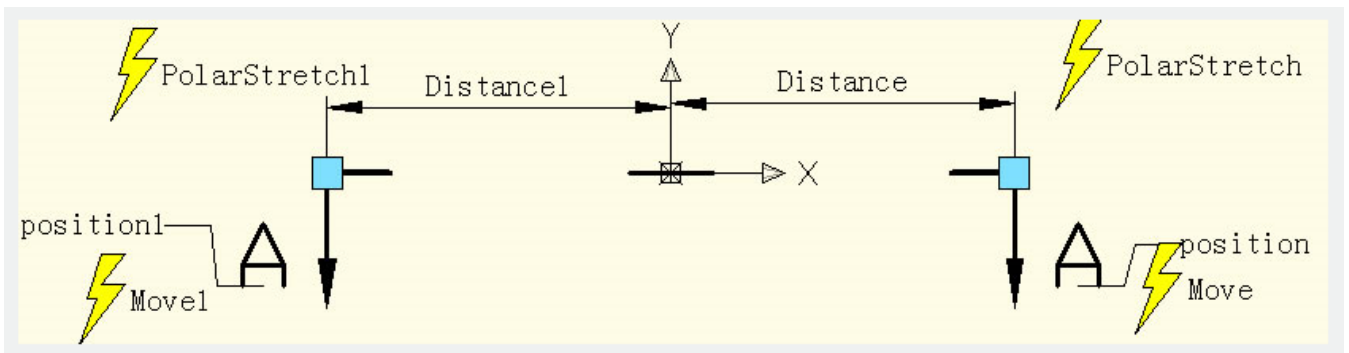 Y
PolarStretch1
Distance1
Distance
PolarStretch
X
position1
A
A
position
Move1
Move